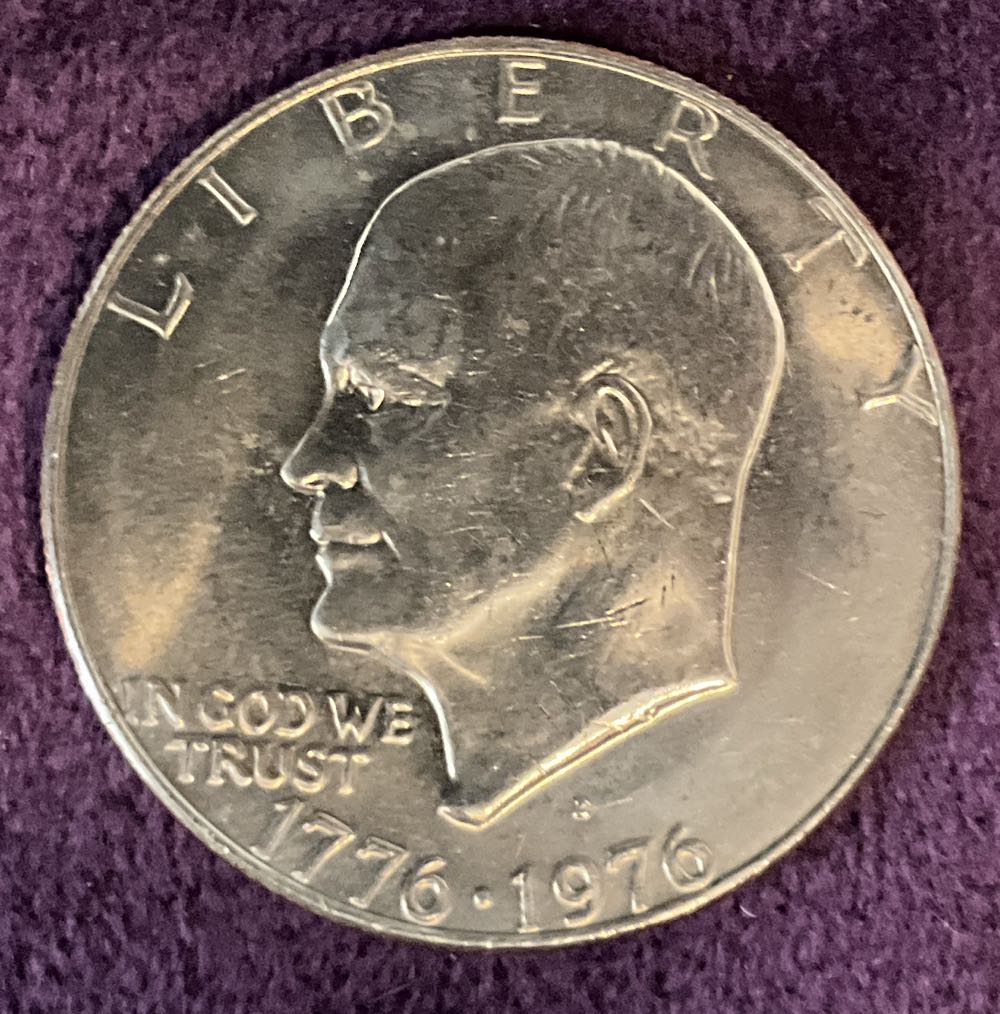 LIBERTY
IN GOD WE
TRUST
1776·1976